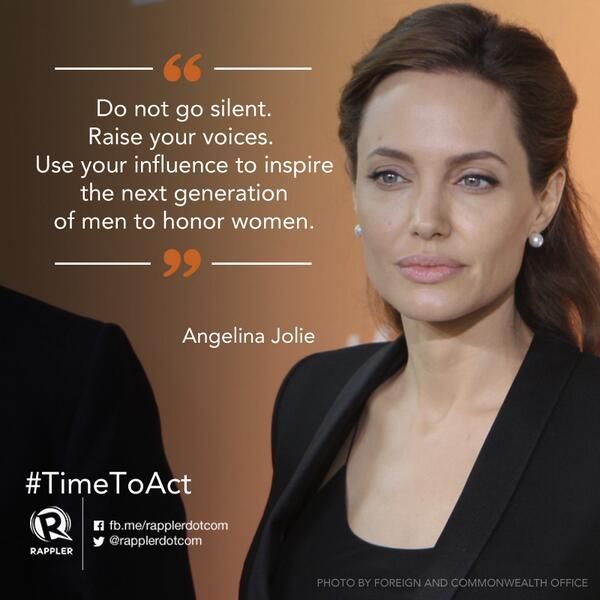 “
Do not go silent.
Raise your voices.
Use your influence to inspire
the next generation
of men to honor women.
”
Angelina Jolie
#TimeToAct
R
RAPPLER
f fb.me/rapplerdotcom
@rapplerdotcom
PHOTO BY FOREIGN AND COMMONWEALTH OFFICE